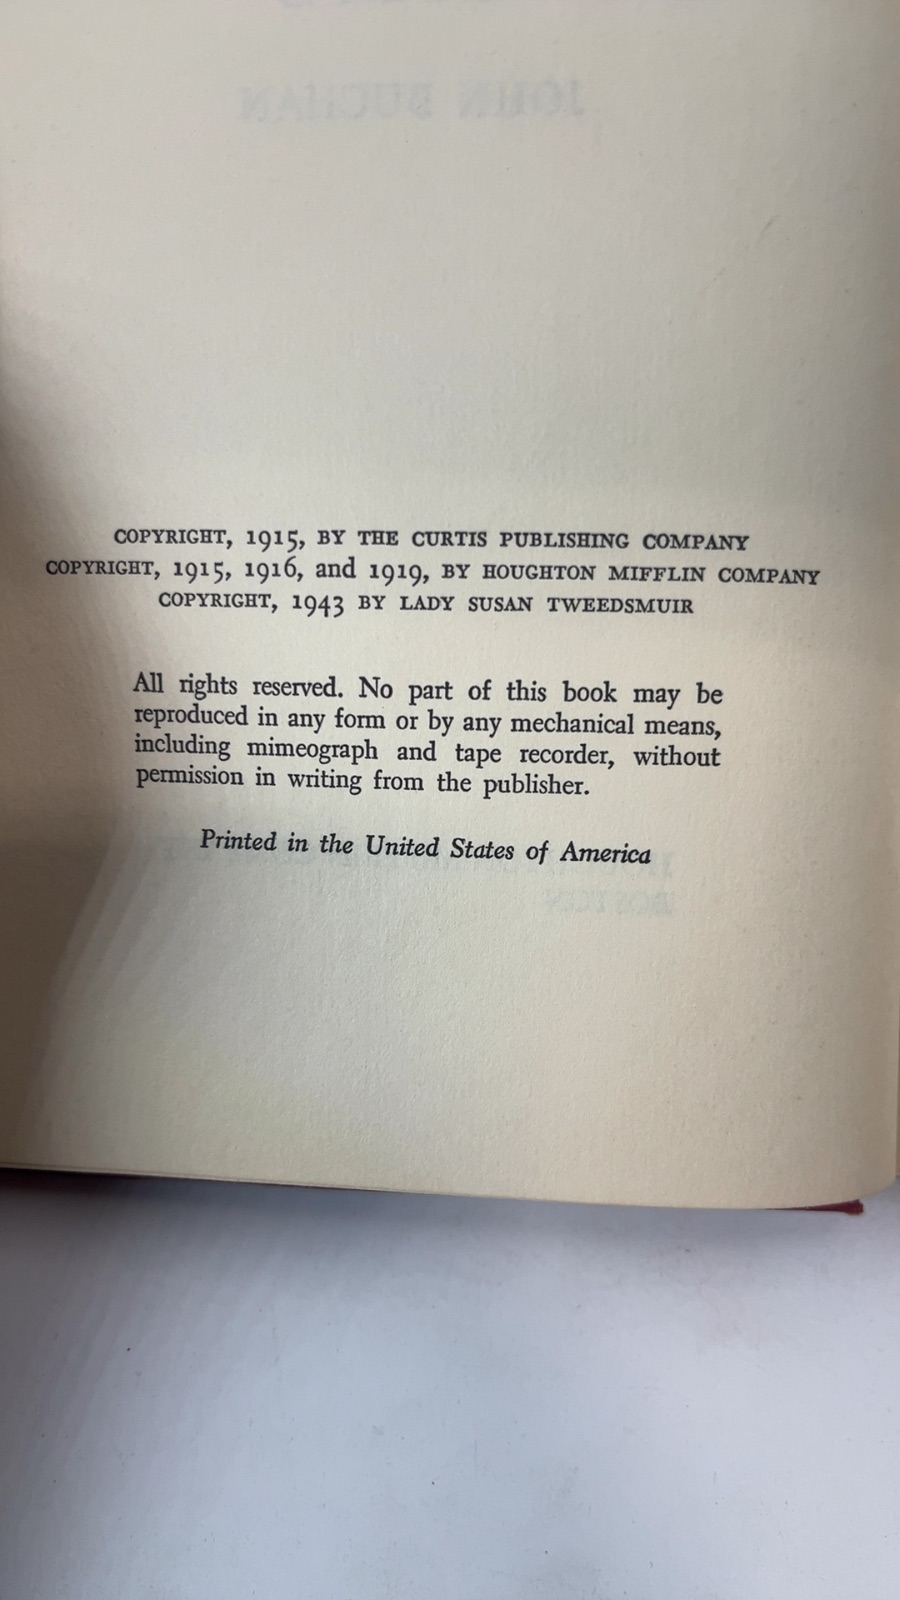 JOHN BUCHAN
COPYRIGHT, 1915, BY THE CURTIS PUBLISHING COMPANY
COPYRIGHT, 1915, 1916, and 1919, BY HOUGHTON MIFFLIN COMPANY
COPYRIGHT, 1943 BY LADY SUSAN TWEEDSMUIR
All rights reserved. No part of this book may be
reproduced in any form or by any mechanical means,
including mimeograph and tape recorder, without
permission in writing from the publisher.
Printed in the United States of America
BOSTON